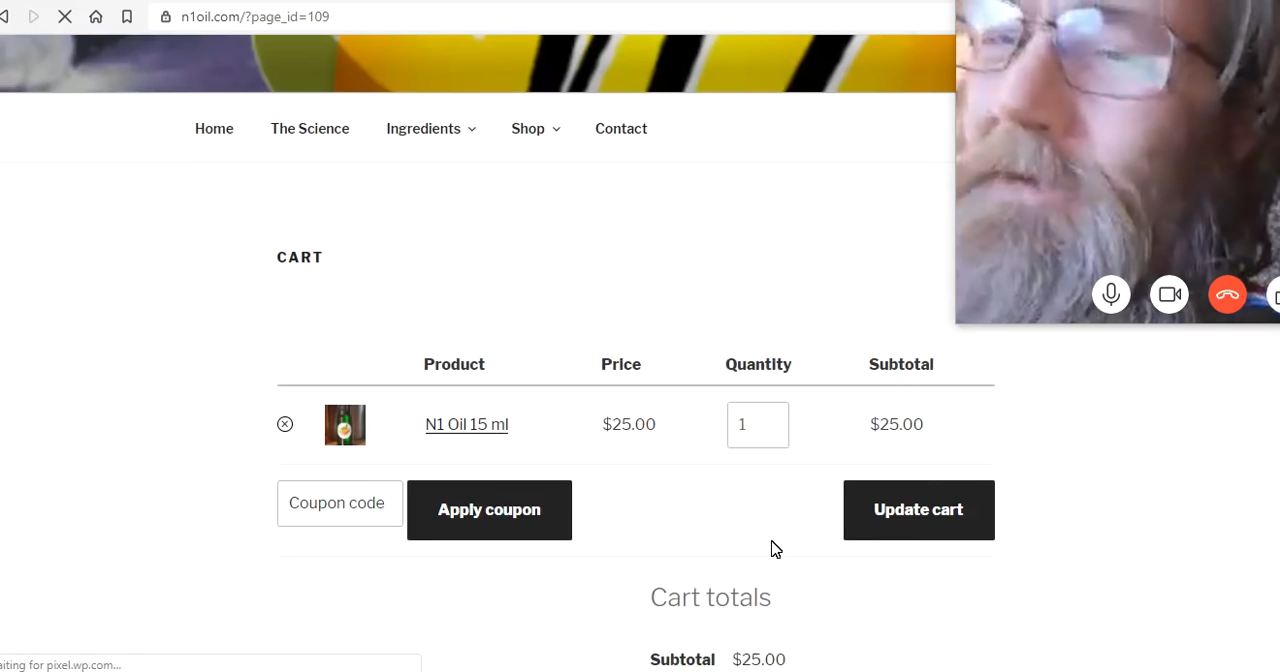 n1oil.com/?page_id=109
Home The Science Ingredients Shop Contact
CART
Product Price Quantity Subtotal
N1 Oil 15 ml $25.00 1 $25.00
Coupon code Apply coupon Update cart
Cart totals
Subtotal $25.00
aiting for pixel.wp.com...